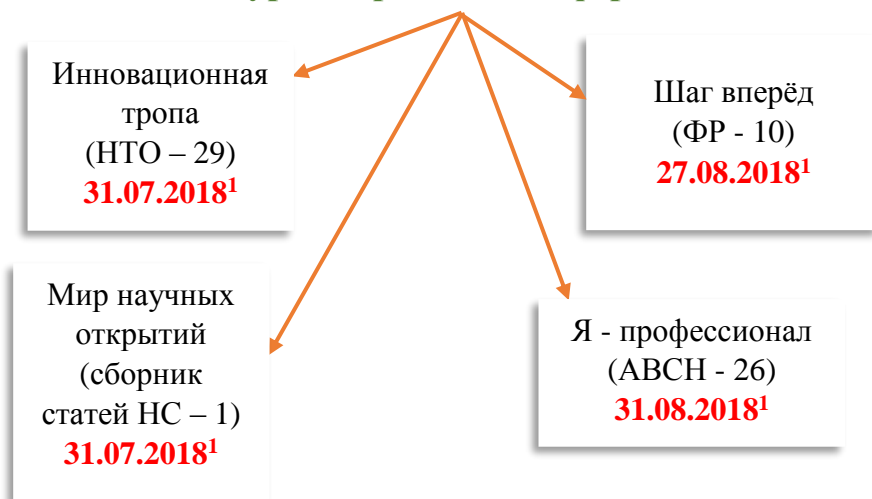 Инновационная
тропа
(НТО – 29)
31.07.2018¹
Шаг вперёд
(ФР - 10)
27.08.2018¹
Мир научных
открытий
(сборник
статей НС – 1)
31.07.2018¹
Я - профессионал
(АВСН - 26)
31.08.2018¹